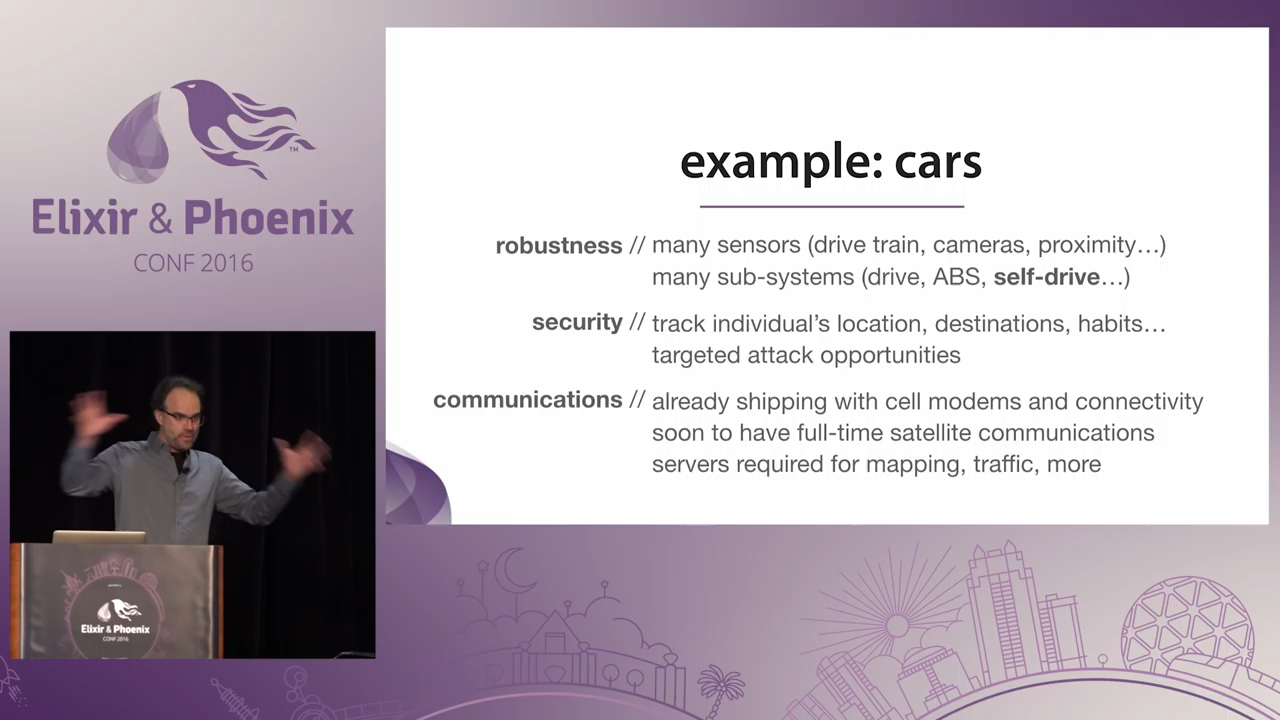 TM
Elixir & Phoenix
CONF 2016
example: cars
robustness // many sensors (drive train, cameras, proximity…)
many sub-systems (drive, ABS, self-drive…)
security // track individual’s location, destinations, habits…
targeted attack opportunities
communications // already shipping with cell modems and connectivity
soon to have full-time satellite communications
servers required for mapping, traffic, more
Elixir & Phoenix
CONF 2016